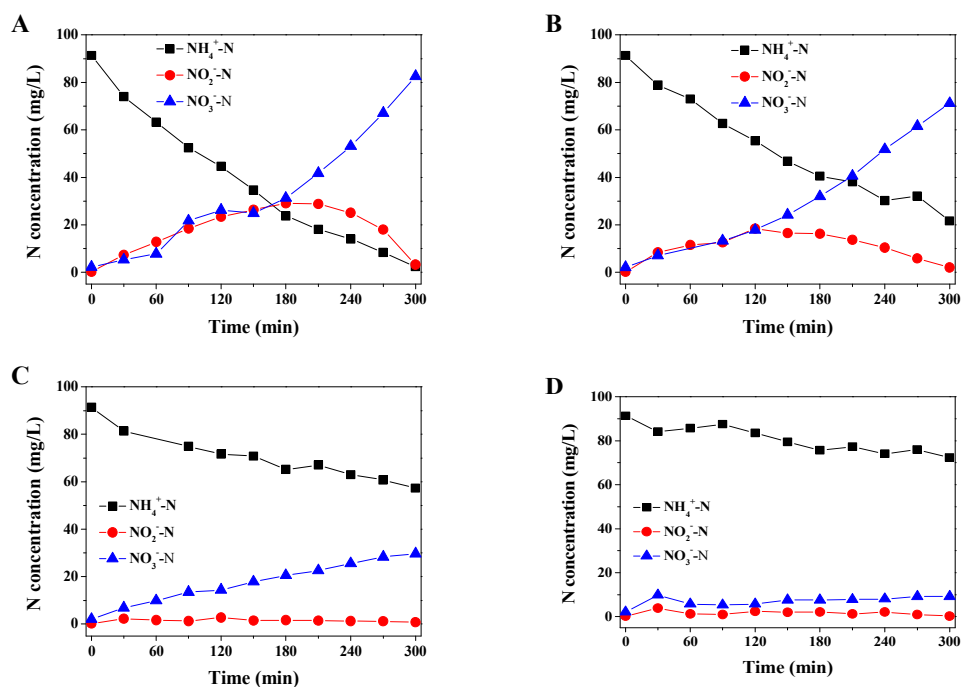 A
N concentration (mg/L)
100
80
60
40
20
0
NH₄⁺-N
NO₂⁻-N
NO₃⁻-N
0 60 120 180 240 300
Time (min)
B
N concentration (mg/L)
100
80
60
40
20
0
NH₄⁺-N
NO₂⁻-N
NO₃⁻-N
0 60 120 180 240 300
Time (min)
C
N concentration (mg/L)
100
80
60
40
20
0
NH₄⁺-N
NO₂⁻-N
NO₃⁻-N
0 60 120 180 240 300
Time (min)
D
N concentration (mg/L)
100
80
60
40
20
0
NH₄⁺-N
NO₂⁻-N
NO₃⁻-N
0 60 120 180 240 300
Time (min)